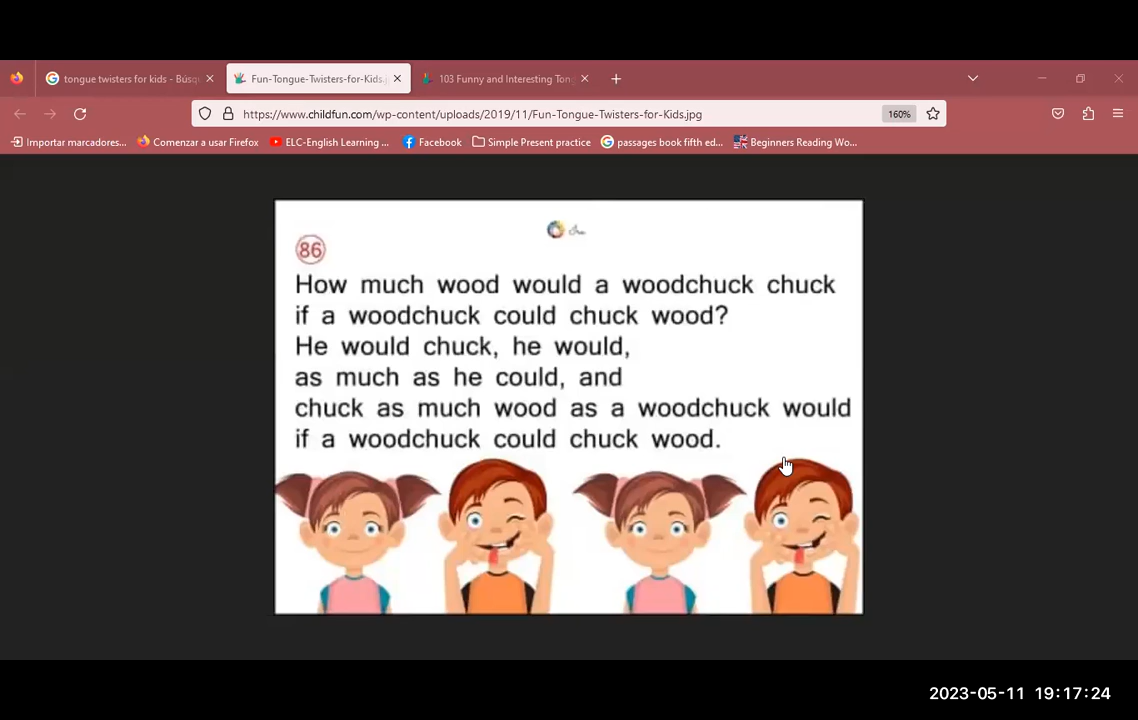 tongue twisters for kids - Búsqu
Fun-Tongue-Twisters-for-Kids.j
103 Funny and Interesting Tong
https://www.childfun.com/wp-content/uploads/2019/11/Fun-Tongue-Twisters-for-Kids.jpg
160%
Importar marcadores...
Comenzar a usar Firefox
ELC-English Learning ...
Facebook
Simple Present practice
passages book fifth ed...
Beginners Reading Wo...
86
How much wood would a woodchuck chuck
if a woodchuck could chuck wood?
He would chuck, he would,
as much as he could, and
chuck as much wood as a woodchuck would
if a woodchuck could chuck wood.
2023-05-11 19:17:24